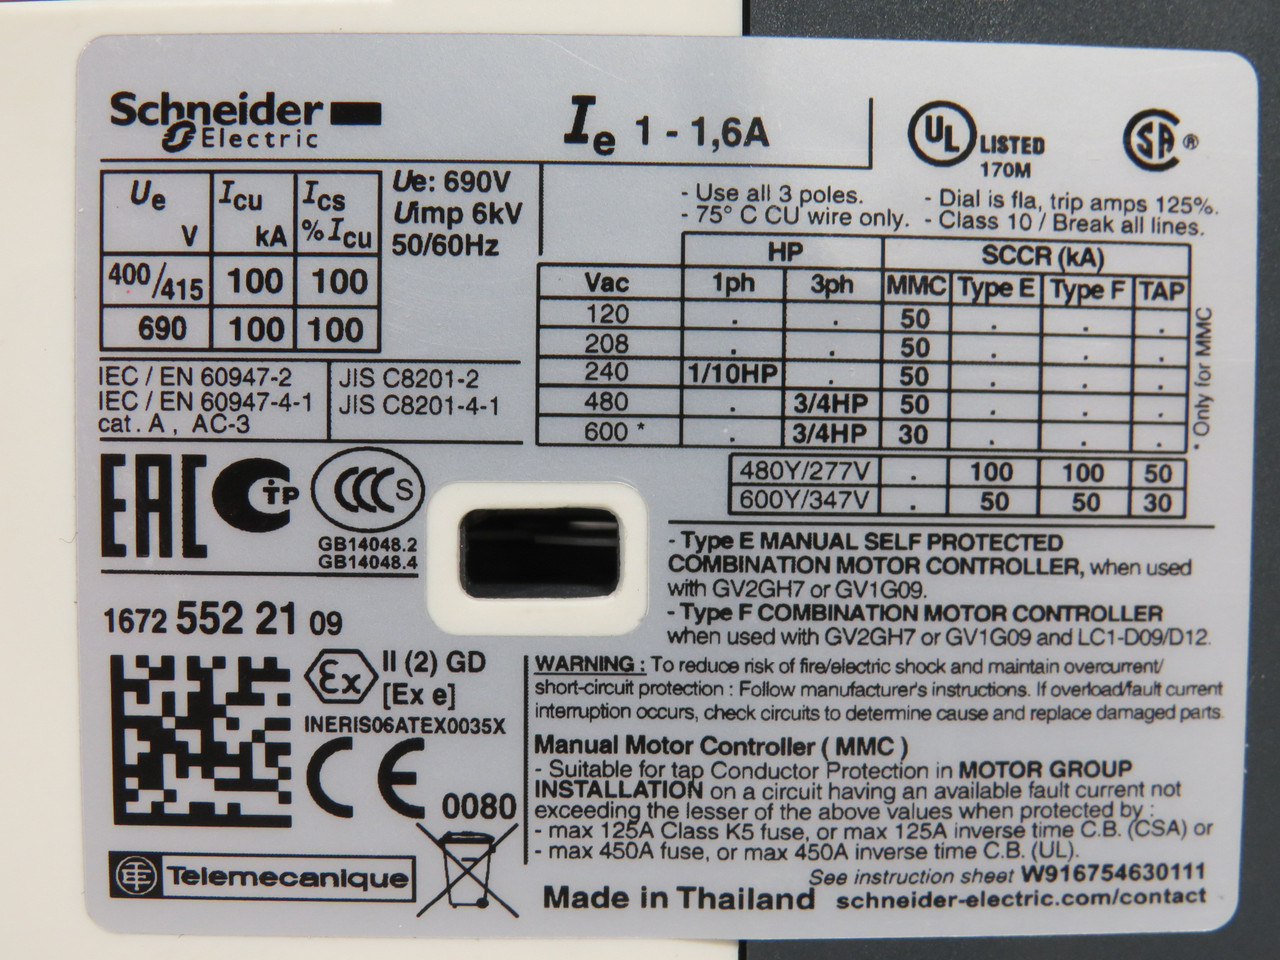 Schneider
Electric
Ie 1 - 1,6A
UL LISTED
170M
SA ®
Ue V Icu kA Ics %Icu
400/415 100 100
690 100 100
Ue: 690V
Uimp 6kV
50/60Hz
- Use all 3 poles.
- 75° C CU wire only.
- Dial is fla, trip amps 125%.
- Class 10 / Break all lines.
HP SCCR (kA)
Vac 1ph 3ph MMC Type E Type F TAP
120 . . 50 . . .
208 . . 50 . . .
240 1/10HP . 50 . . .
480 . 3/4HP 50 . . .
600 * . 3/4HP 30 . . .
480Y/277V . 100 100 50
600Y/347V . 50 50 30
* Only for MMC
IEC / EN 60947-2
IEC / EN 60947-4-1
cat. A , AC-3
JIS C8201-2
JIS C8201-4-1
EAC
CCC S
GB14048.2
GB14048.4
- Type E MANUAL SELF PROTECTED
COMBINATION MOTOR CONTROLLER, when used
with GV2GH7 or GV1G09.
- Type F COMBINATION MOTOR CONTROLLER
when used with GV2GH7 or GV1G09 and LC1-D09/D12.
1672 552 21 09
Ex II (2) GD
[Ex e]
INERIS06ATEX0035X
CE 0080
WARNING : To reduce risk of fire/electric shock and maintain overcurrent/
short-circuit protection : Follow manufacturer's instructions. If overload/fault current
interruption occurs, check circuits to determine cause and replace damaged parts.
Manual Motor Controller ( MMC )
- Suitable for tap Conductor Protection in MOTOR GROUP
INSTALLATION on a circuit having an available fault current not
exceeding the lesser of the above values when protected by :
- max 125A Class K5 fuse, or max 125A inverse time C.B. (CSA) or
- max 450A fuse, or max 450A inverse time C.B. (UL).
See instruction sheet W916754630111
Telemecanique
Made in Thailand schneider-electric.com/contact